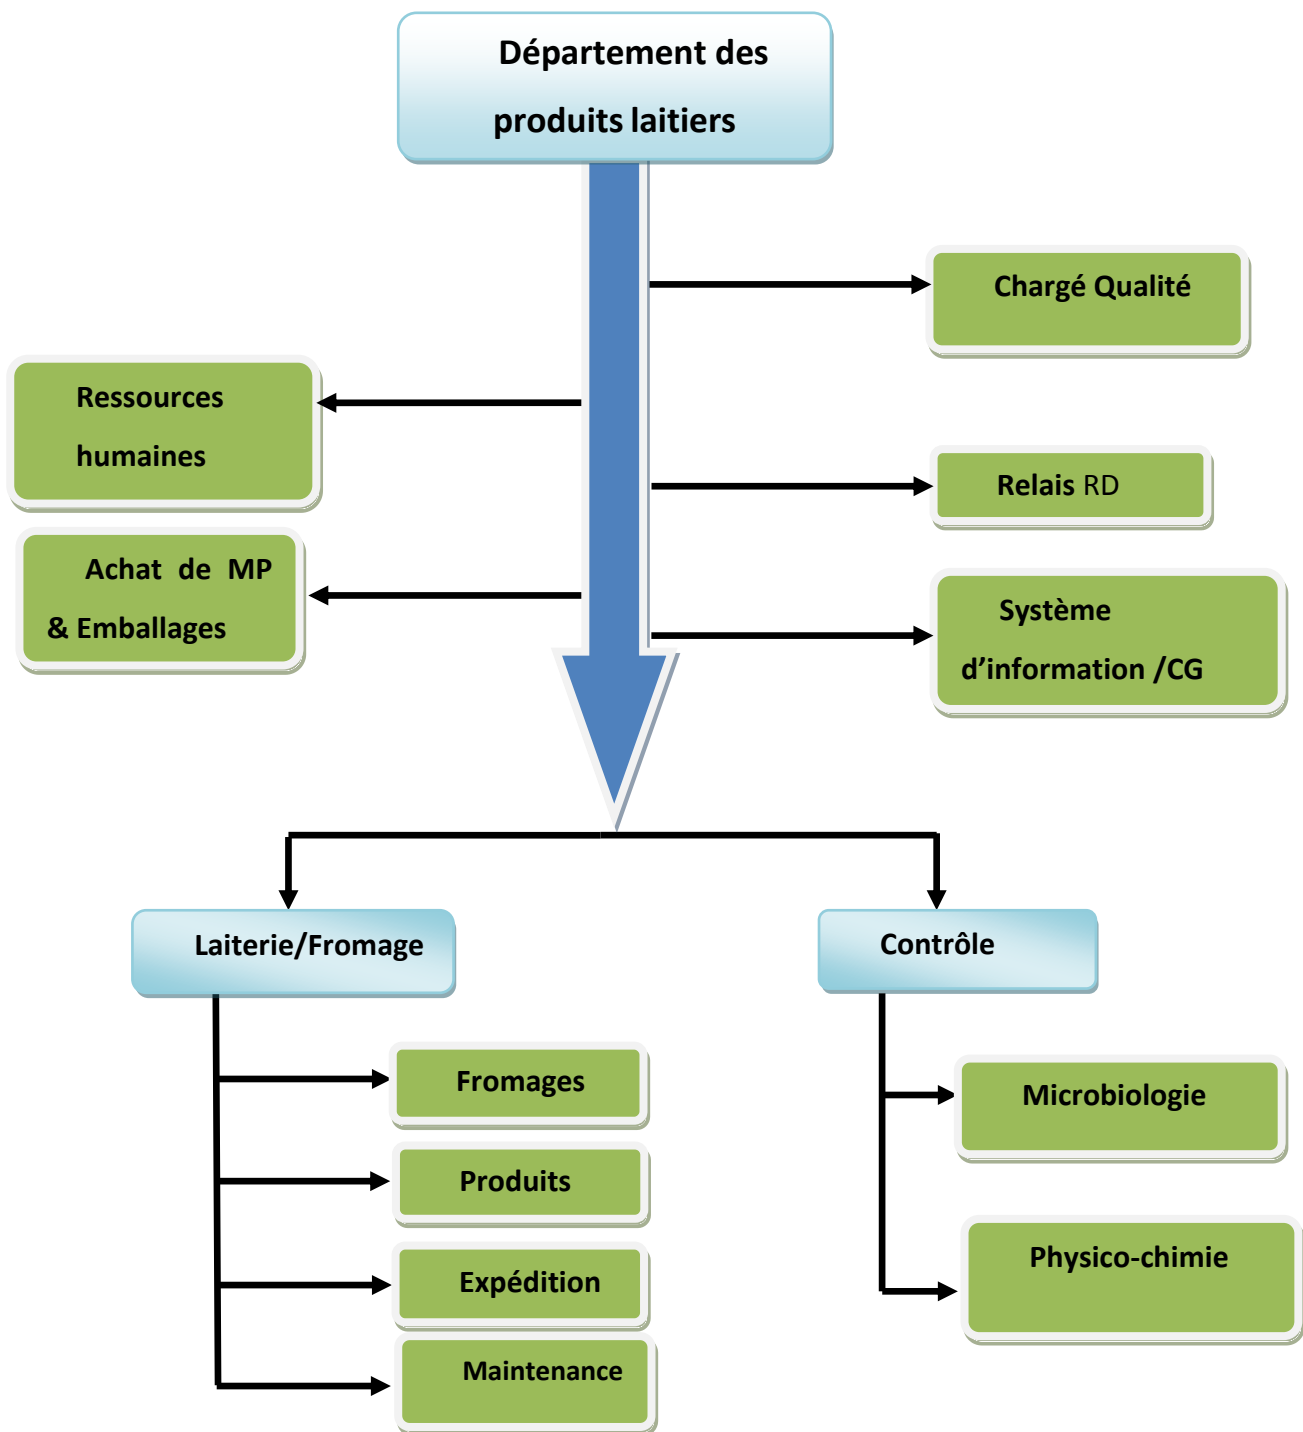 Département des
produits laitiers
Chargé Qualité
Ressources
humaines
Relais RD
Achat de MP
& Emballages
Système
d’information /CG
Laiterie/Fromage
Contrôle
Fromages
Produits
Expédition
Maintenance
Microbiologie
Physico-chimie